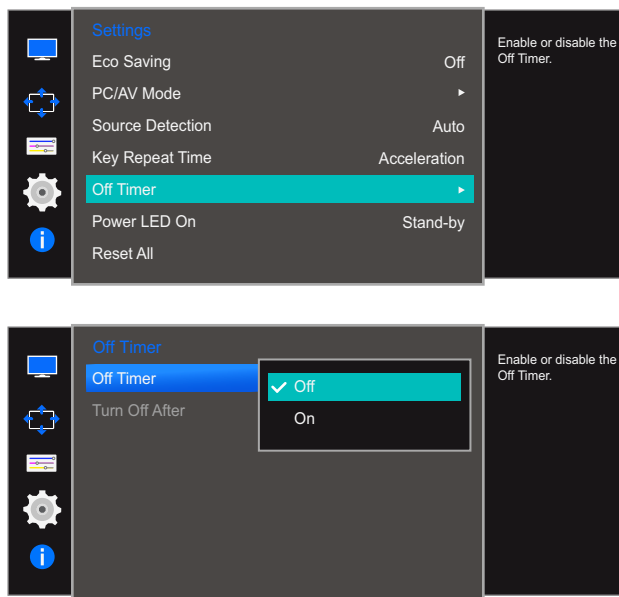 Settings
Eco Saving Off
PC/AV Mode
Source Detection Auto
Key Repeat Time Acceleration
Off Timer
Power LED On Stand-by
Reset All
Enable or disable the
Off Timer.
Off Timer
Off Timer
Off
Turn Off After
On
Enable or disable the
Off Timer.